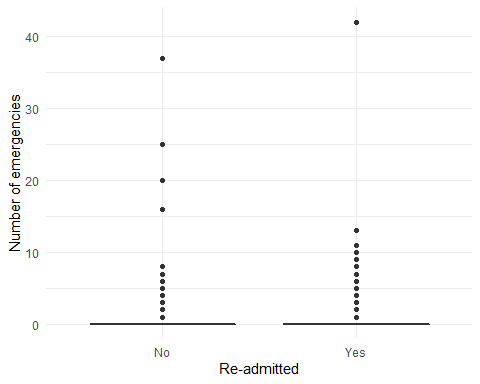 Number of emergencies
40
30
20
10
0
No
Yes
Re-admitted